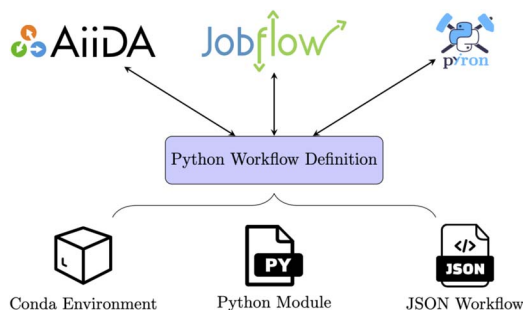 AiiDA
Jobflow
pyiron
Python Workflow Definition
L
PY
</>
JSON
Conda Environment
Python Module
JSON Workflow